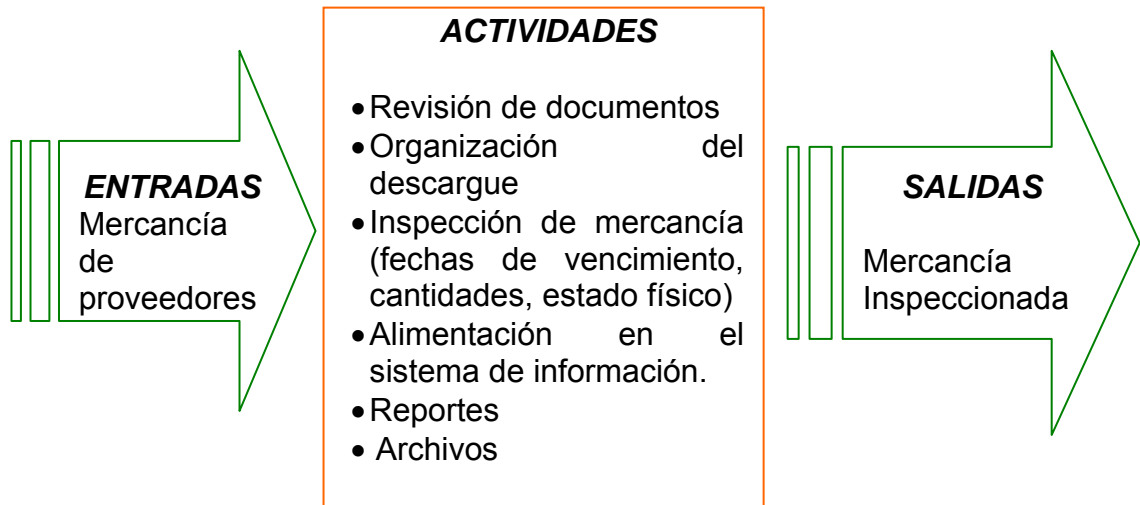 ENTRADAS
Mercancía
de
proveedores
ACTIVIDADES
•Revisión de documentos
•Organización del
descargue
•Inspección de mercancía
(fechas de vencimiento,
cantidades, estado físico)
•Alimentación en el
sistema de información.
•Reportes
• Archivos
SALIDAS
Mercancía
Inspeccionada